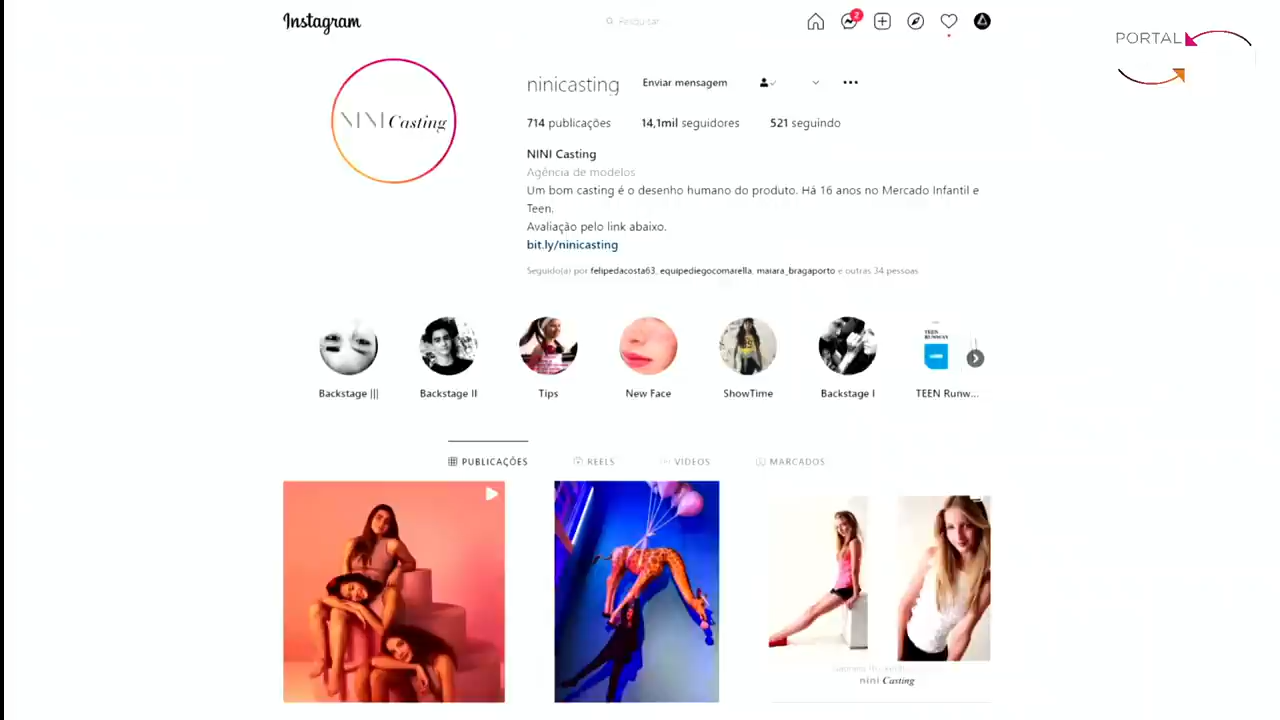 Instagram
Pesquisar
2
PORTAL
NINI Casting
ninicasting
Enviar mensagem
714 publicações 14,1mil seguidores 521 seguindo
NINI Casting
Agência de modelos
Um bom casting é o desenho humano do produto. Há 16 anos no Mercado Infantil e
Teen.
Avaliação pelo link abaixo.
bit.ly/ninicasting
Seguido(a) por felipedacosta63, equipediegocomarella, maiara_bragaporto e outras 34 pessoas
TEEN
RUNWAY
Backstage ||| Backstage II Tips New Face ShowTime Backstage I TEEN Runw...
PUBLICAÇÕES REELS VÍDEOS MARCADOS
nini Casting